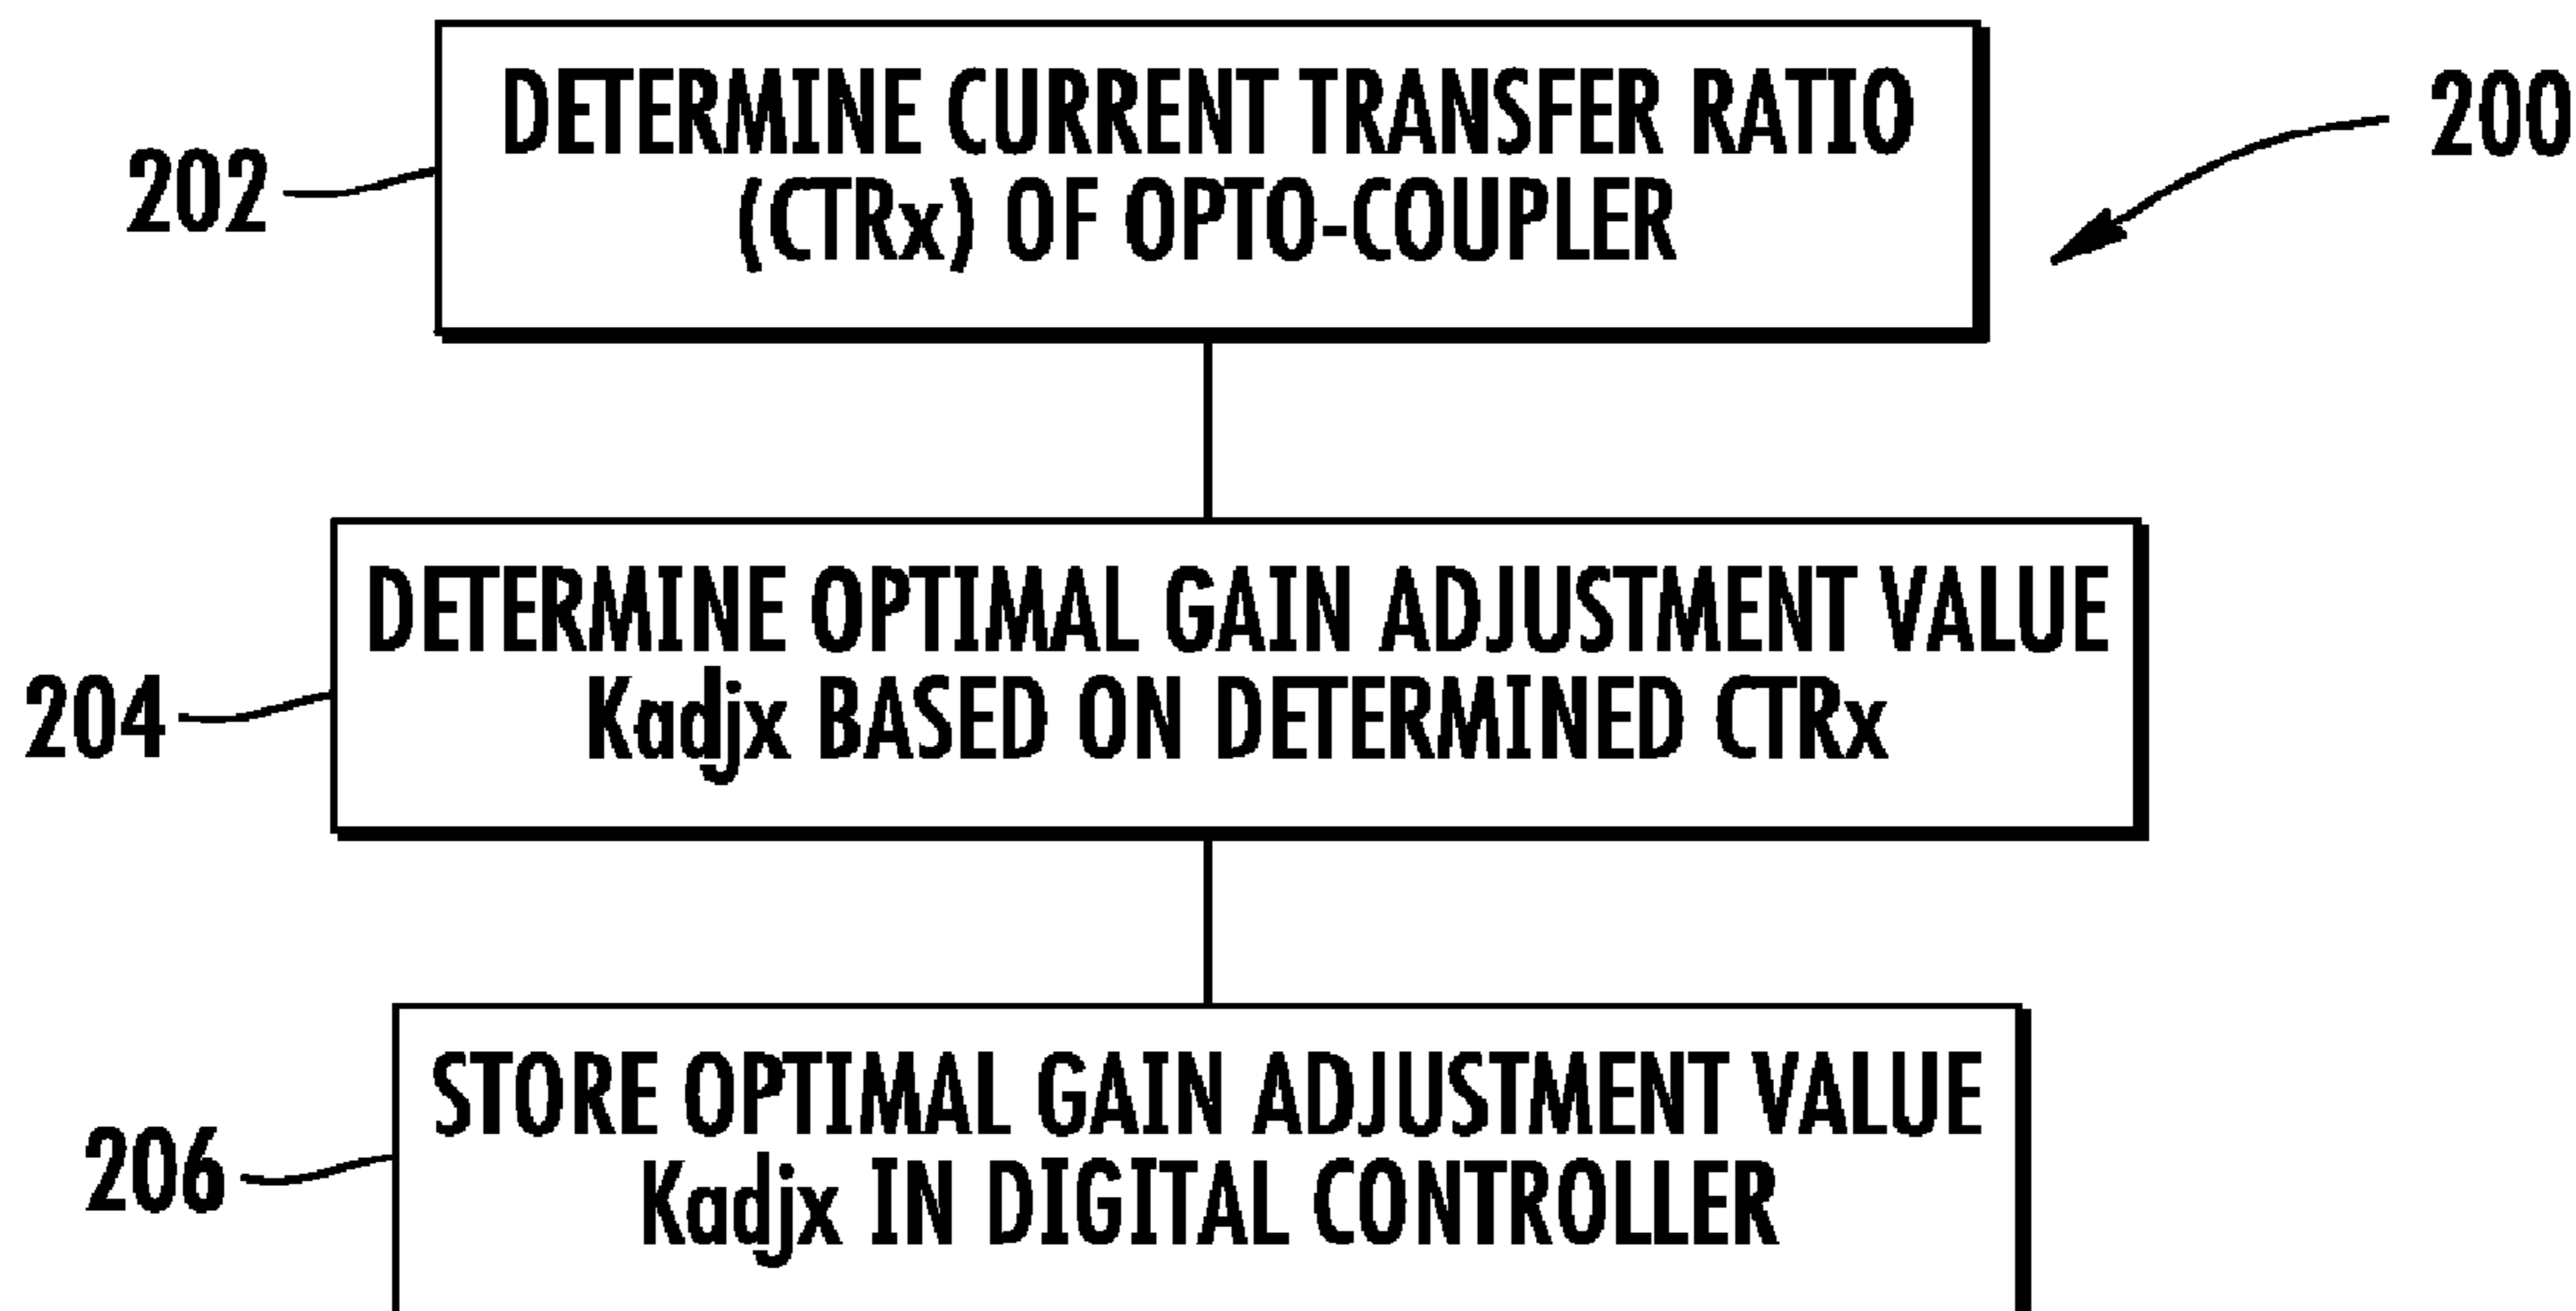 DETERMINE CURRENT TRANSFER RATIO
(CTRx) OF OPTO-COUPLER
200
202
DETERMINE OPTIMAL GAIN ADJUSTMENT VALUE
Kadjx BASED ON DETERMINED CTRx
204
STORE OPTIMAL GAIN ADJUSTMENT VALUE
Kadjx IN DIGITAL CONTROLLER
206